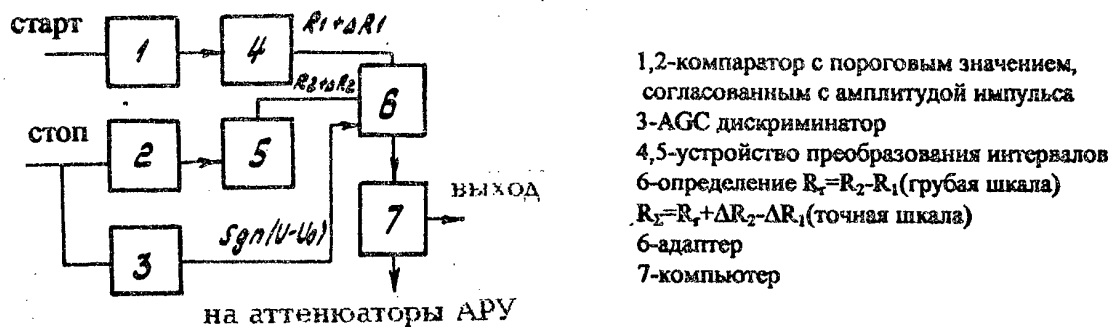 старт
1
4
R1+ΔR1
R2+ΔR2
6
стоп
2
5
3
Sgn(U-U0)
7
выход
на аттенюаторы АРУ
1,2-компаратор с пороговым значением,
согласованным с амплитудой импульса
3-AGC дискриминатор
4,5-устройство преобразования интервалов
6-определение Rг=R2-R1(грубая шкала)
RΣ=Rг+ΔR2-ΔR1(точная шкала)
6-адаптер
7-компьютер